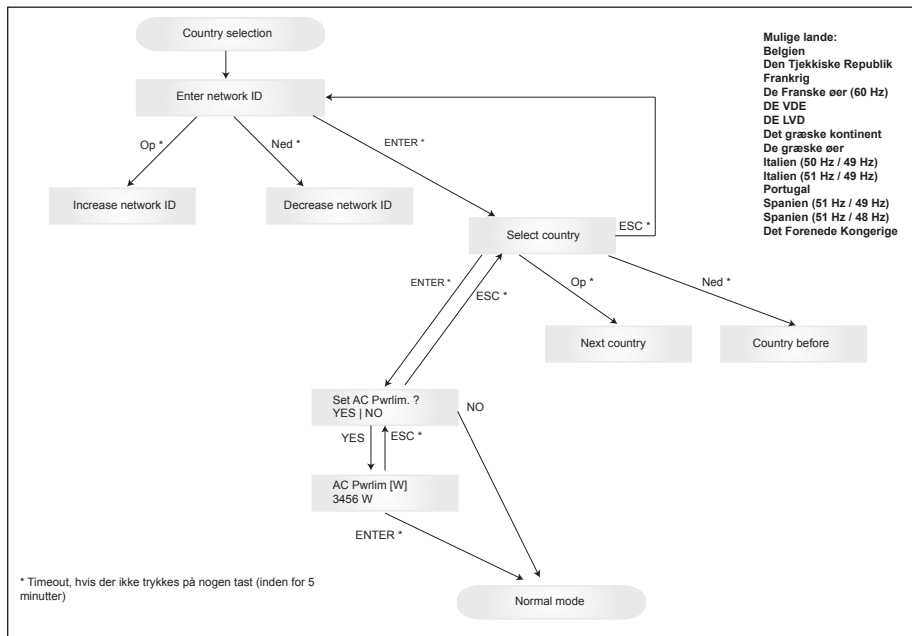 Country selection
Mulige lande:
Belgien
Den Tjekkiske Republik
Frankrig
De Franske øer (60 Hz)
DE VDE
DE LVD
Det græske kontinent
De græske øer
Italien (50 Hz / 49 Hz)
Italien (51 Hz / 49 Hz)
Portugal
Spanien (51 Hz / 49 Hz)
Spanien (51 Hz / 48 Hz)
Det Forenede Kongerige
Enter network ID
Op *
Ned *
ENTER *
Increase network ID
Decrease network ID
Select country
ESC *
ENTER *
ESC *
Op *
Ned *
Next country
Country before
Set AC Pwrlim. ?
YES | NO
NO
YES
ESC *
AC Pwrlim [W]
3456 W
ENTER *
* Timeout, hvis der ikke trykkes på nogen tast (inden for 5
minutter)
Normal mode